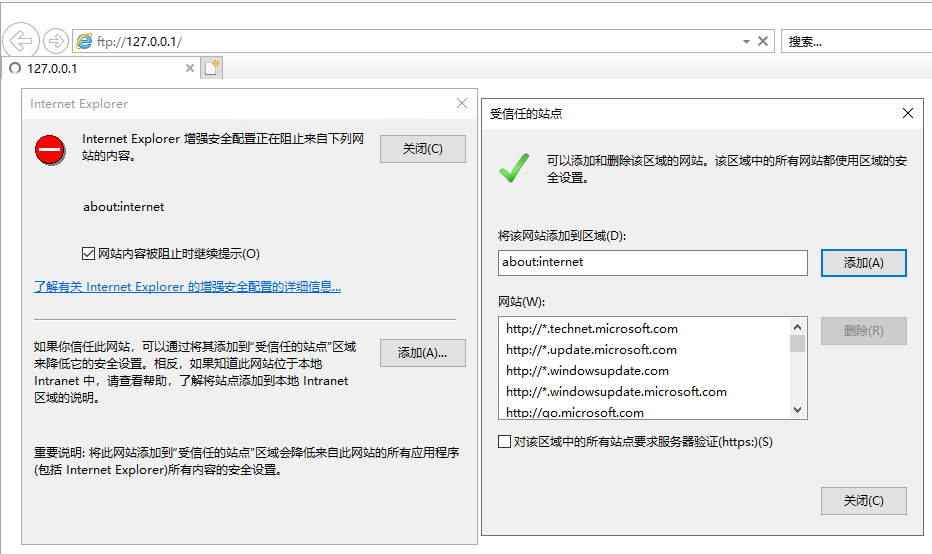 ftp://127.0.0.1/
搜索...
127.0.0.1
Internet Explorer
Internet Explorer 增强安全配置正在阻止来自下列网
站的内容。
关闭(C)
about:internet
网站内容被阻止时继续提示(O)
了解有关 Internet Explorer 的增强安全配置的详细信息...
如果你信任此网站，可以通过将其添加到“受信任的站点”区域
来降低它的安全设置。相反，如果知道此网站位于本地
Intranet 中，请查看帮助，了解将站点添加到本地 Intranet
区域的说明。
添加(A)...
重要说明: 将此网站添加到“受信任的站点”区域会降低来自此网站的所有应用程序
(包括 Internet Explorer)所有内容的安全设置。
受信任的站点
可以添加和删除该区域的网站。该区域中的所有网站都使用区域的安
全设置。
将该网站添加到区域(D):
about:internet
添加(A)
网站(W):
http://*.technet.microsoft.com
http://*.update.microsoft.com
http://*.windowsupdate.com
http://*.windowsupdate.microsoft.com
http://go.microsoft.com
删除(R)
对该区域中的所有站点要求服务器验证(https:)(S)
关闭(C)